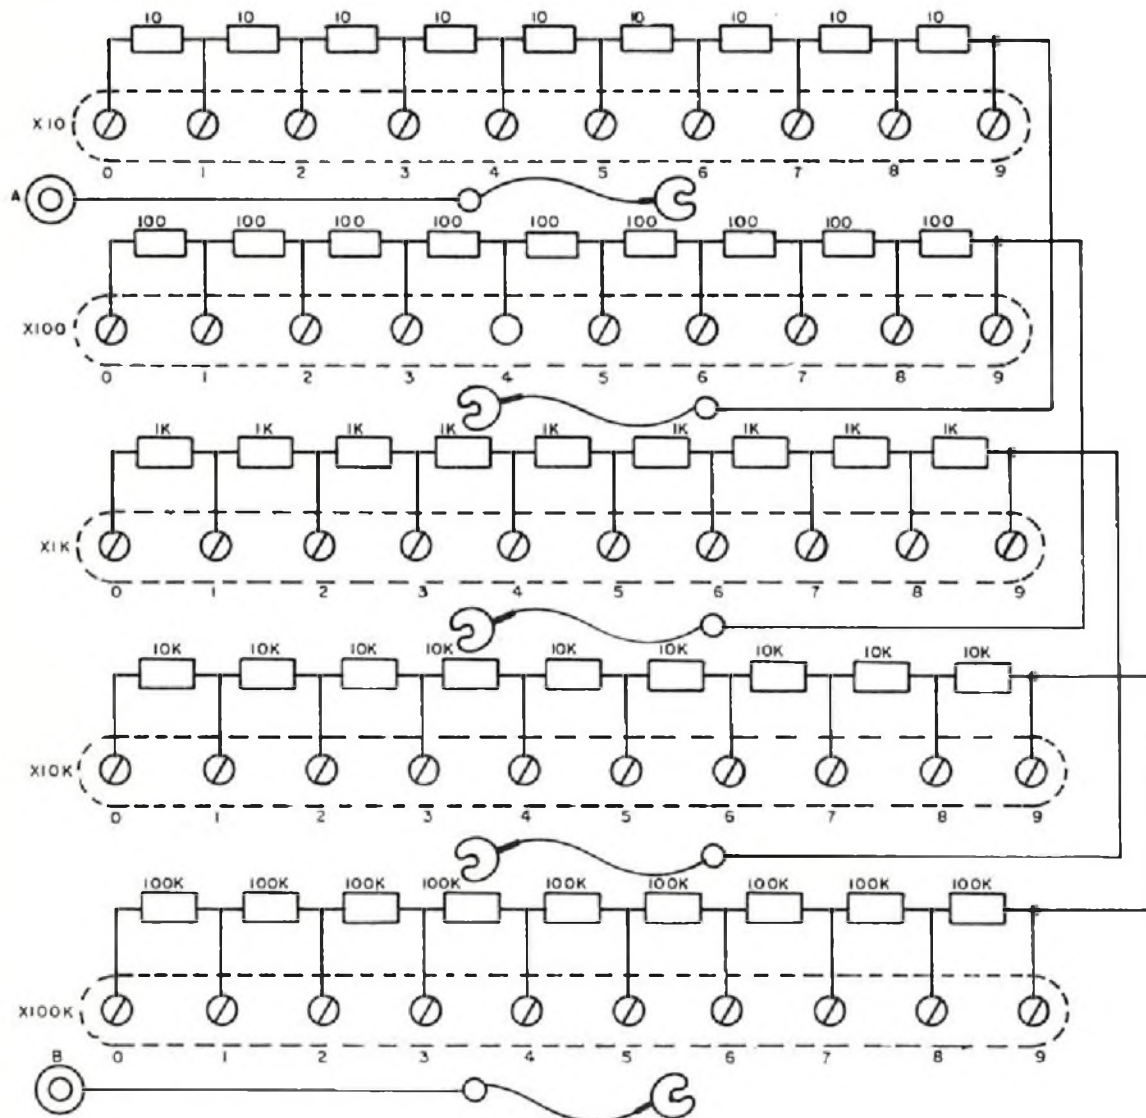 10 10 10 10 10 10 10 10 10
X10
0 1 2 3 4 5 6 7 8 9
A
100 100 100 100 100 100 100 100 100
X100
0 1 2 3 4 5 6 7 8 9
1K 1K 1K 1K 1K 1K 1K 1K 1K
X1K
0 1 2 3 4 5 6 7 8 9
10K 10K 10K 10K 10K 10K 10K 10K 10K
X10K
0 1 2 3 4 5 6 7 8 9
100K 100K 100K 100K 100K 100K 100K 100K 100K
X100K
0 1 2 3 4 5 6 7 8 9
B